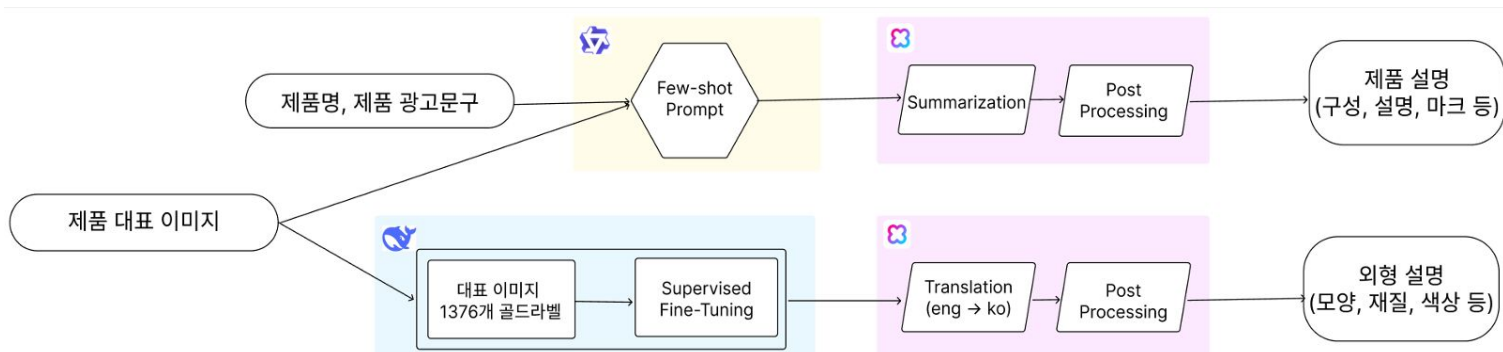 제품명, 제품 광고문구
Few-shot
Prompt
Summarization
Post
Processing
제품 설명
(구성, 설명, 마크 등)
제품 대표 이미지
대표 이미지
1376개 골드라벨
Supervised
Fine-Tuning
Translation
(eng → ko)
Post
Processing
외형 설명
(모양, 재질, 색상 등)